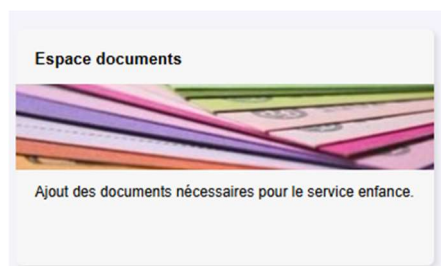 Espace documents
Ajout des documents nécessaires pour le service enfance.